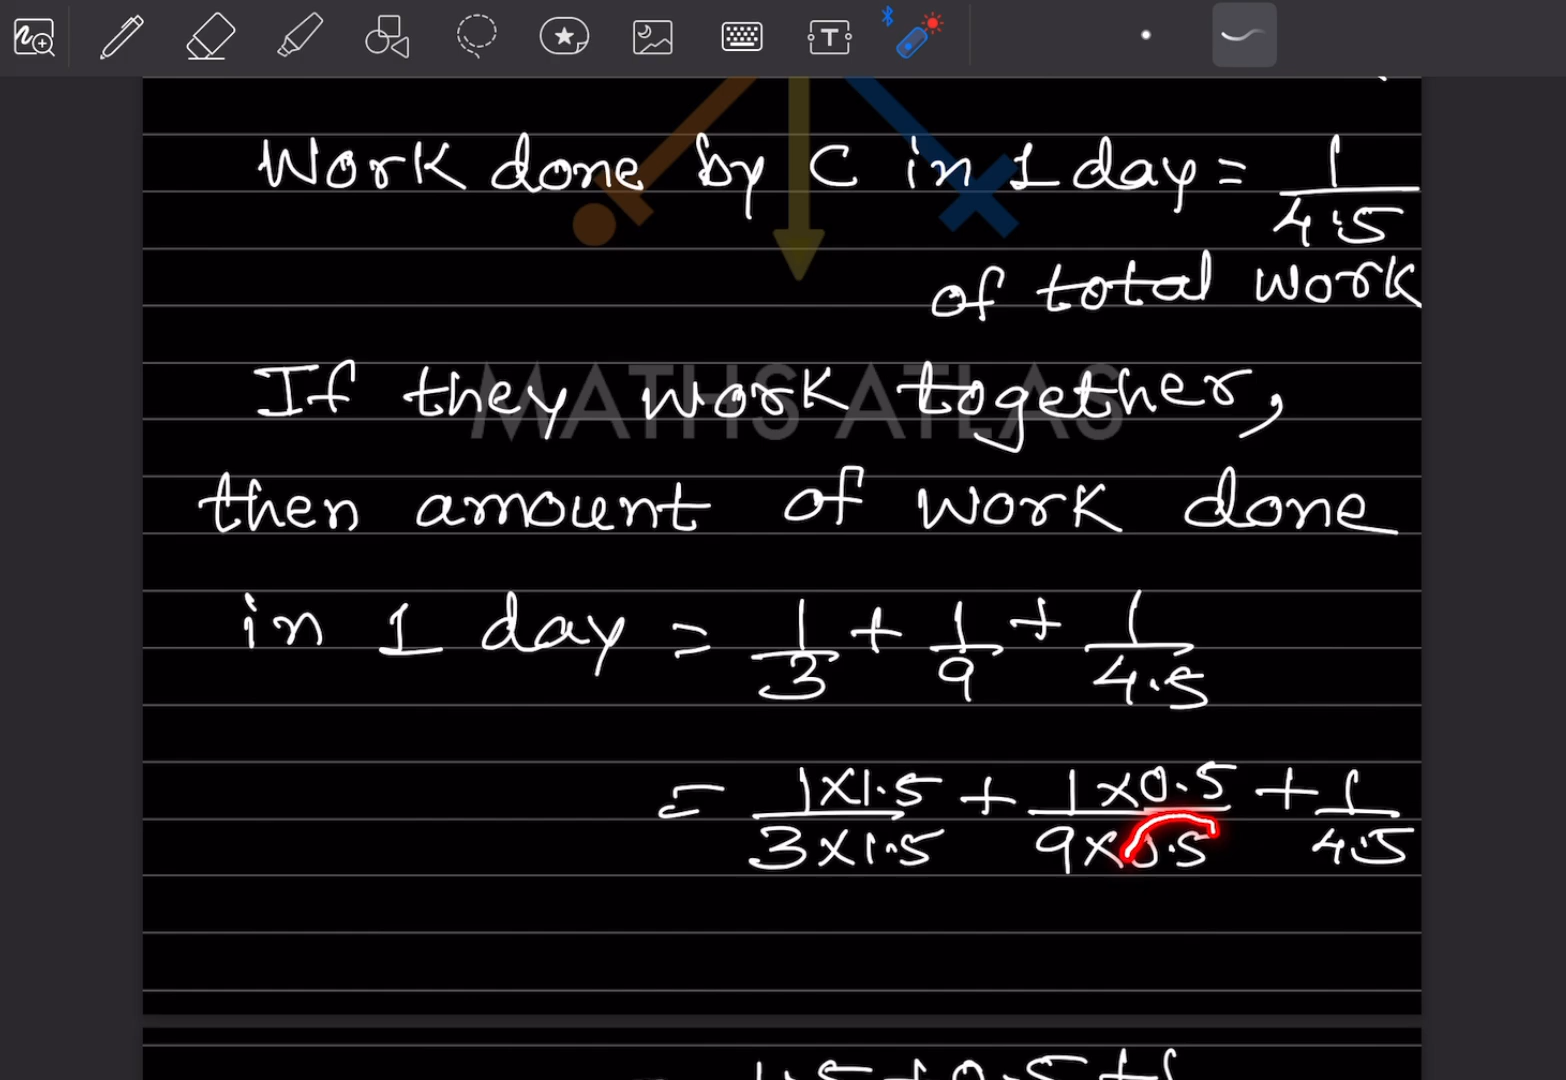 Work done by C in 1 day = 1/4.5
of total work
MATHS ATLAS
If they work together,
then amount of work done
in 1 day = 1/3 + 1/9 + 1/4.5
= 1×1.5/3×1.5 + 1×0.5/9×0.5 + 1/4.5